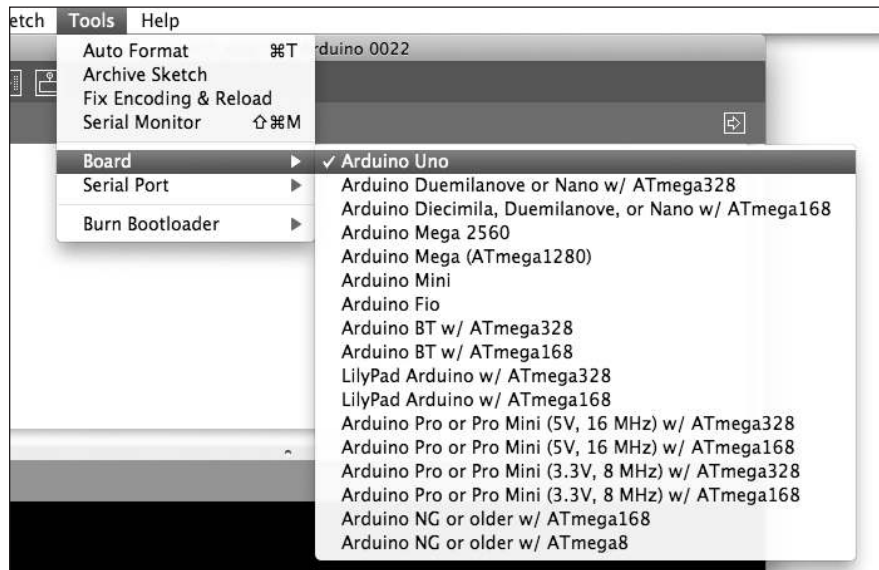 etch Tools Help
rduino 0022
Auto Format ⌘T
Archive Sketch
Fix Encoding & Reload
Serial Monitor ⇧⌘M
Board ▶
Serial Port ▶
Burn Bootloader ▶
✓ Arduino Uno
Arduino Duemilanove or Nano w/ ATmega328
Arduino Diecimila, Duemilanove, or Nano w/ ATmega168
Arduino Mega 2560
Arduino Mega (ATmega1280)
Arduino Mini
Arduino Fio
Arduino BT w/ ATmega328
Arduino BT w/ ATmega168
LilyPad Arduino w/ ATmega328
LilyPad Arduino w/ ATmega168
Arduino Pro or Pro Mini (5V, 16 MHz) w/ ATmega328
Arduino Pro or Pro Mini (5V, 16 MHz) w/ ATmega168
Arduino Pro or Pro Mini (3.3V, 8 MHz) w/ ATmega328
Arduino Pro or Pro Mini (3.3V, 8 MHz) w/ ATmega168
Arduino NG or older w/ ATmega168
Arduino NG or older w/ ATmega8